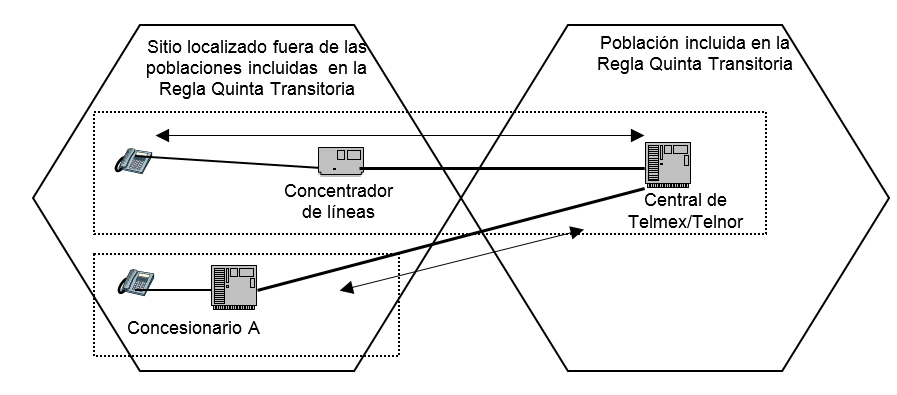 Sitio localizado fuera de las
poblaciones incluidas en la
Regla Quinta Transitoria
Población incluida en la
Regla Quinta Transitoria
Concentrador
de líneas
Central de
Telmex/Telnor
Concesionario A